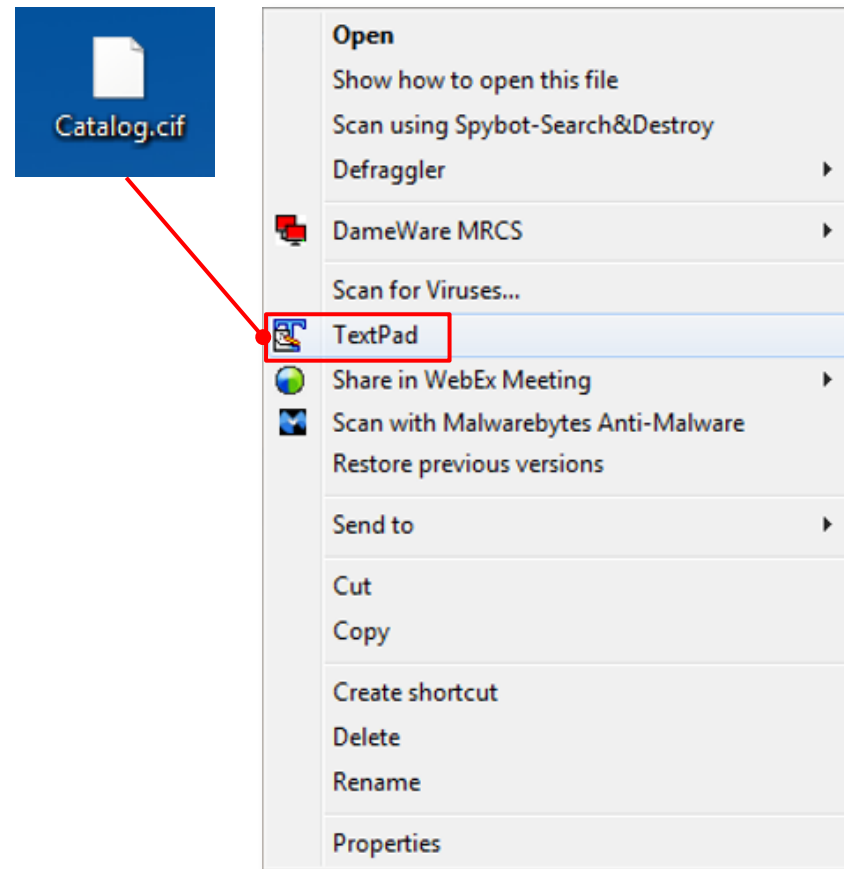 Catalog.cif
Open
Show how to open this file
Scan using Spybot-Search&Destroy
Defraggler
DameWare MRCS
Scan for Viruses...
TextPad
Share in WebEx Meeting
Scan with Malwarebytes Anti-Malware
Restore previous versions
Send to
Cut
Copy
Create shortcut
Delete
Rename
Properties